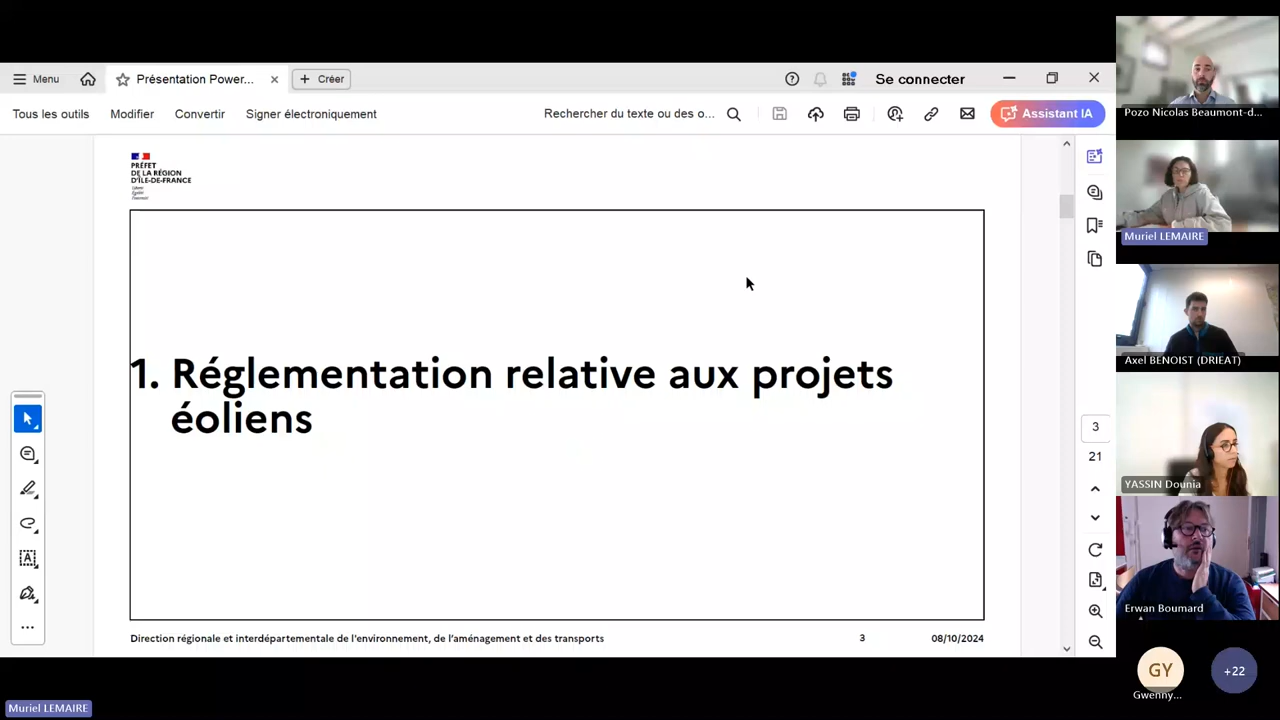 Menu
Présentation Power...
Créer
Se connecter
Tous les outils
Modifier
Convertir
Signer électroniquement
Rechercher du texte ou des o...
Assistant IA
PRÉFET
DE LA RÉGION
D'ÎLE-DE-FRANCE
Liberté
Égalité
Fraternité
1. Réglementation relative aux projets
éoliens
3
21
Direction régionale et interdépartementale de l'environnement, de l'aménagement et des transports
3
08/10/2024
Pozo Nicolas Beaumont-d...
Muriel LEMAIRE
Axel BENOIST (DRIEAT)
YASSIN Dounia
Erwan Boumard
GY
Gwenny...
+22
Muriel LEMAIRE